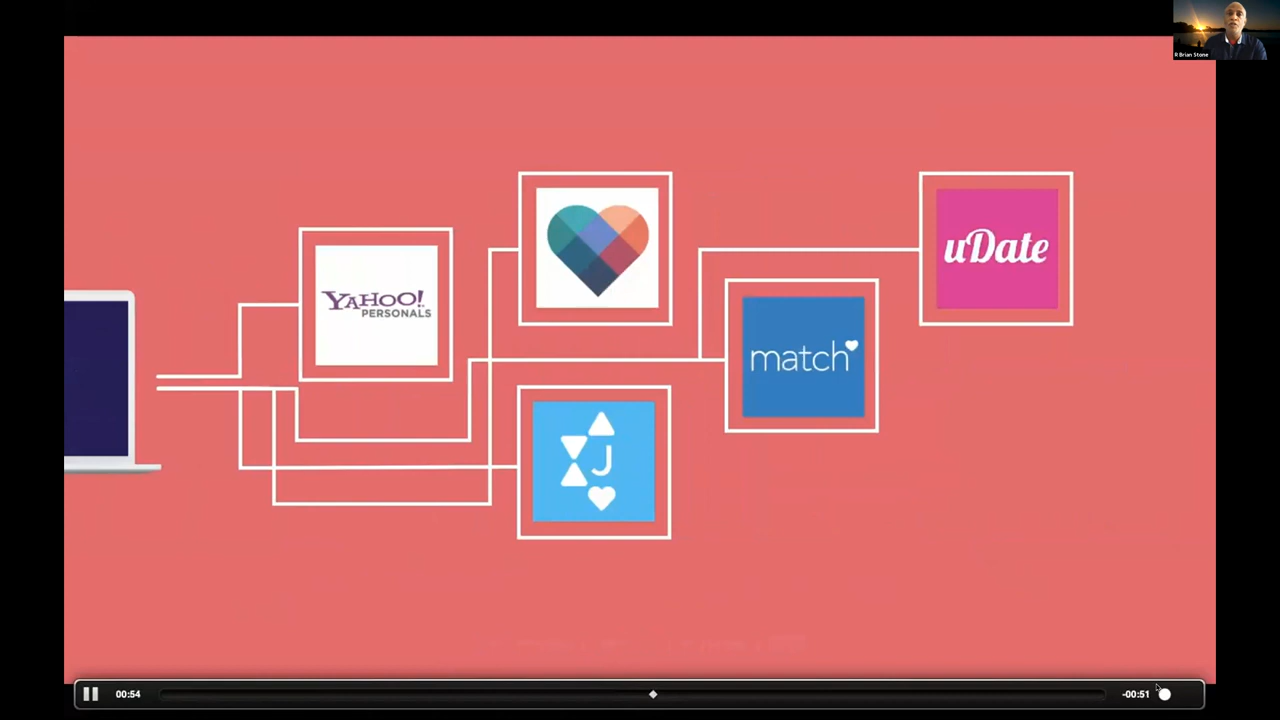 R Brian Stone
YAHOO!
PERSONALS
uDate
match
J
00:54
-00:51